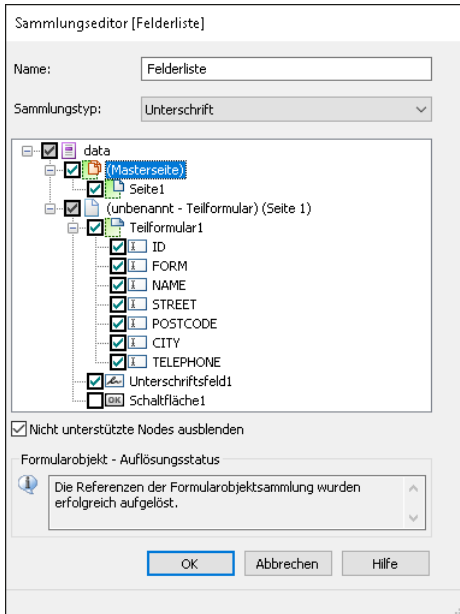 Sammlungseditor [Felderliste]
Name:
Felderliste
Sammlungstyp:
Unterschrift
data
(Masterseite)
Seite1
(unbenannt - Teilformular) (Seite 1)
Teilformular1
ID
FORM
NAME
STREET
POSTCODE
CITY
TELEPHONE
Unterschriftsfeld1
OK Schaltfläche1
Nicht unterstützte Nodes ausblenden
Formularobjekt - Auflösungsstatus
Die Referenzen der Formularobjektsammlung wurden
erfolgreich aufgelöst.
OK
Abbrechen
Hilfe